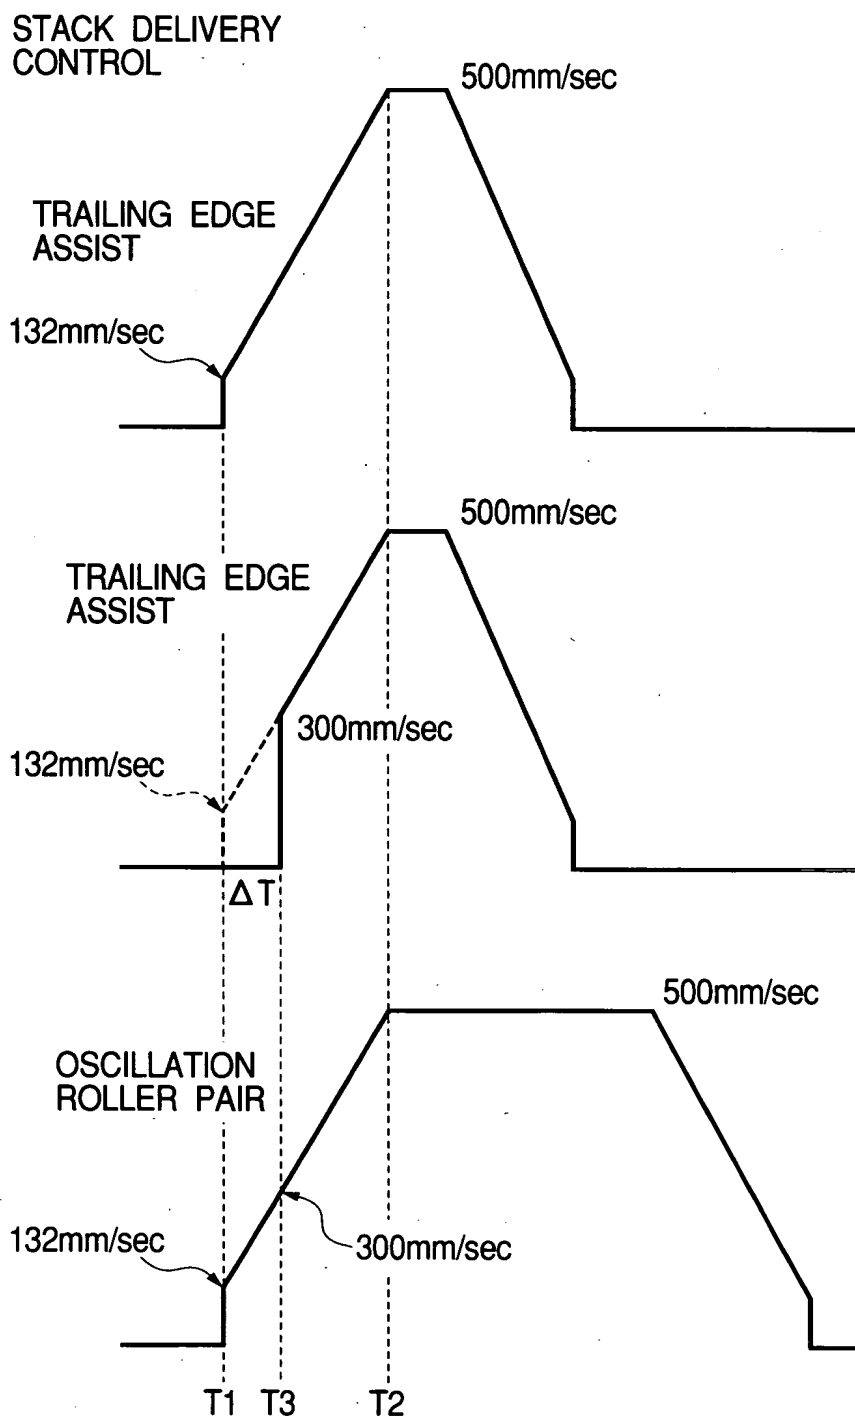 STACK DELIVERY
CONTROL
500mm/sec
TRAILING EDGE
ASSIST
132mm/sec
500mm/sec
TRAILING EDGE
ASSIST
300mm/sec
132mm/sec
ΔT
500mm/sec
OSCILLATION
ROLLER PAIR
132mm/sec
300mm/sec
T1 T3 T2